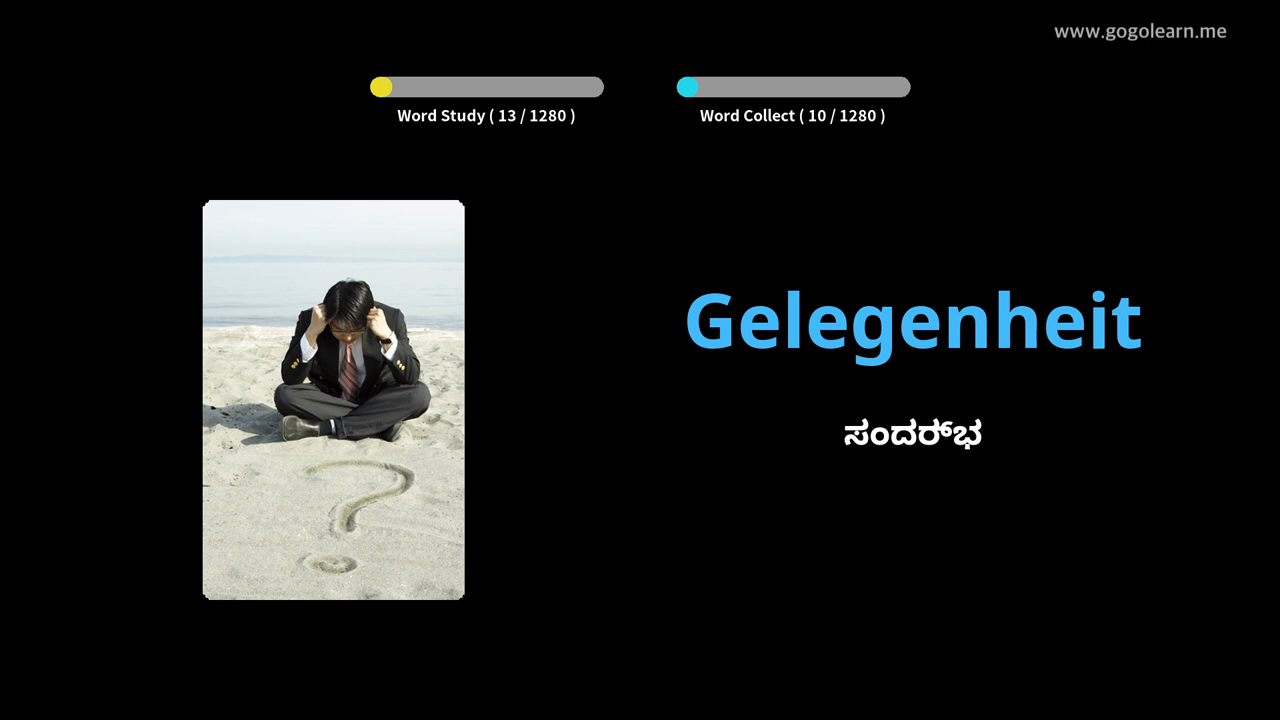 www.gogolearn.me
Word Study ( 13 / 1280 )
Word Collect ( 10 / 1280 )
Gelegenheit
ಸಂದರ್ಭ
?